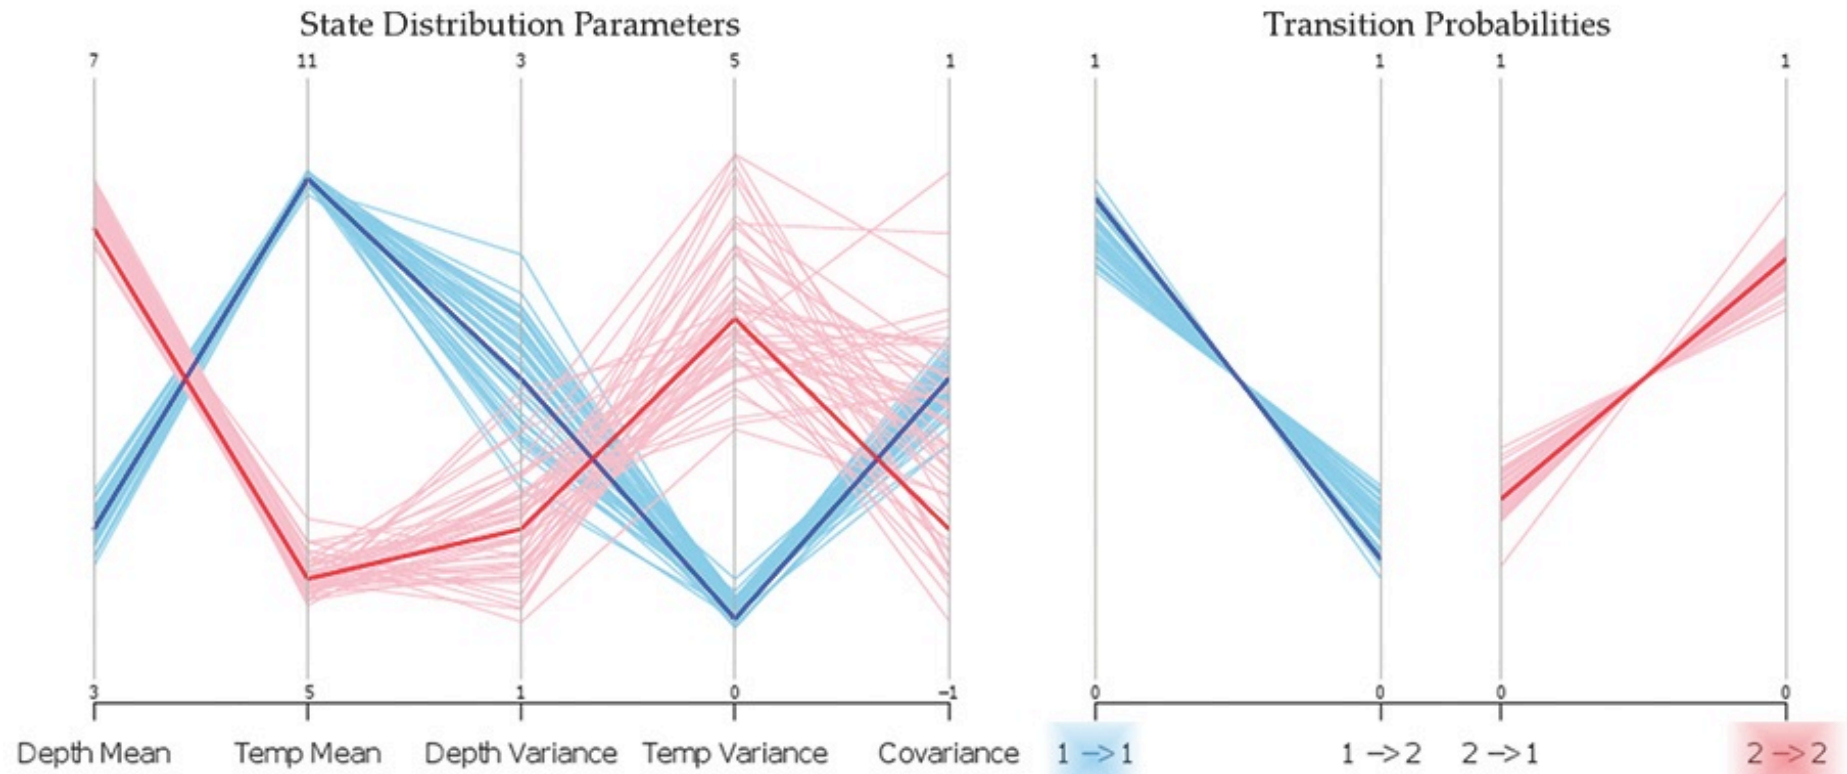 State Distribution Parameters
Transition Probabilities
7 11 3 5 1 1 1 1 1
3 5 1 0 -1 0 0 0 0
Depth Mean Temp Mean Depth Variance Temp Variance Covariance 1 ->1 1 ->2 2 ->1 2 ->2